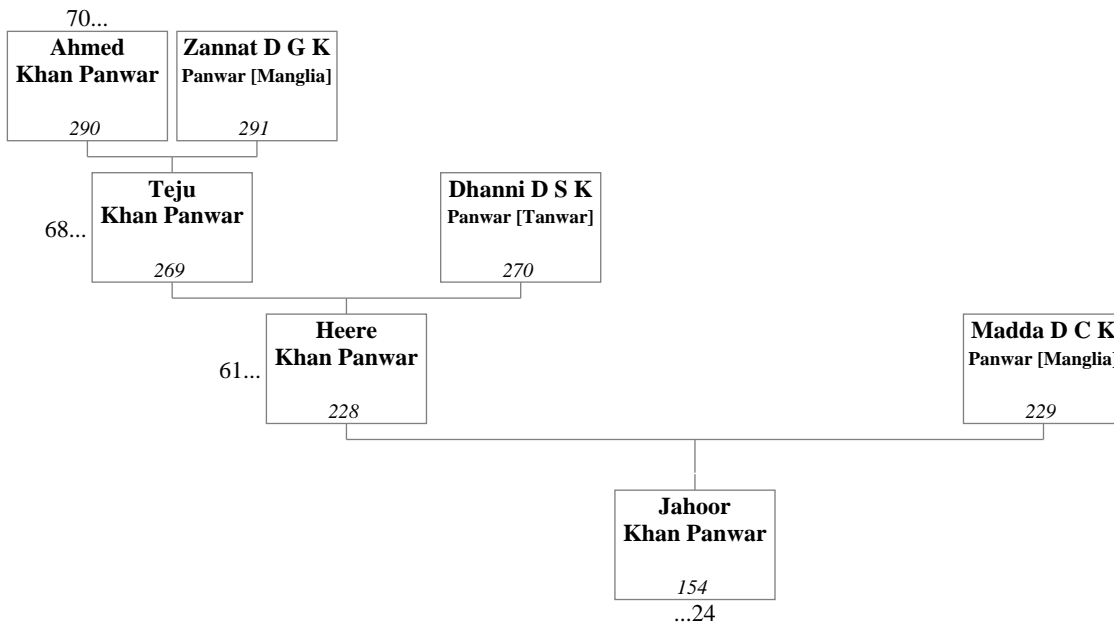 70...
Ahmed
Khan Panwar
290
Zannat D G K
Panwar [Manglia]
291
68...
Teju
Khan Panwar
269
Dhanni D S K
Panwar [Tanwar]
270
61...
Heere
Khan Panwar
228
Madda D C K
Panwar [Manglia]
229
Jahoor
Khan Panwar
154
...24